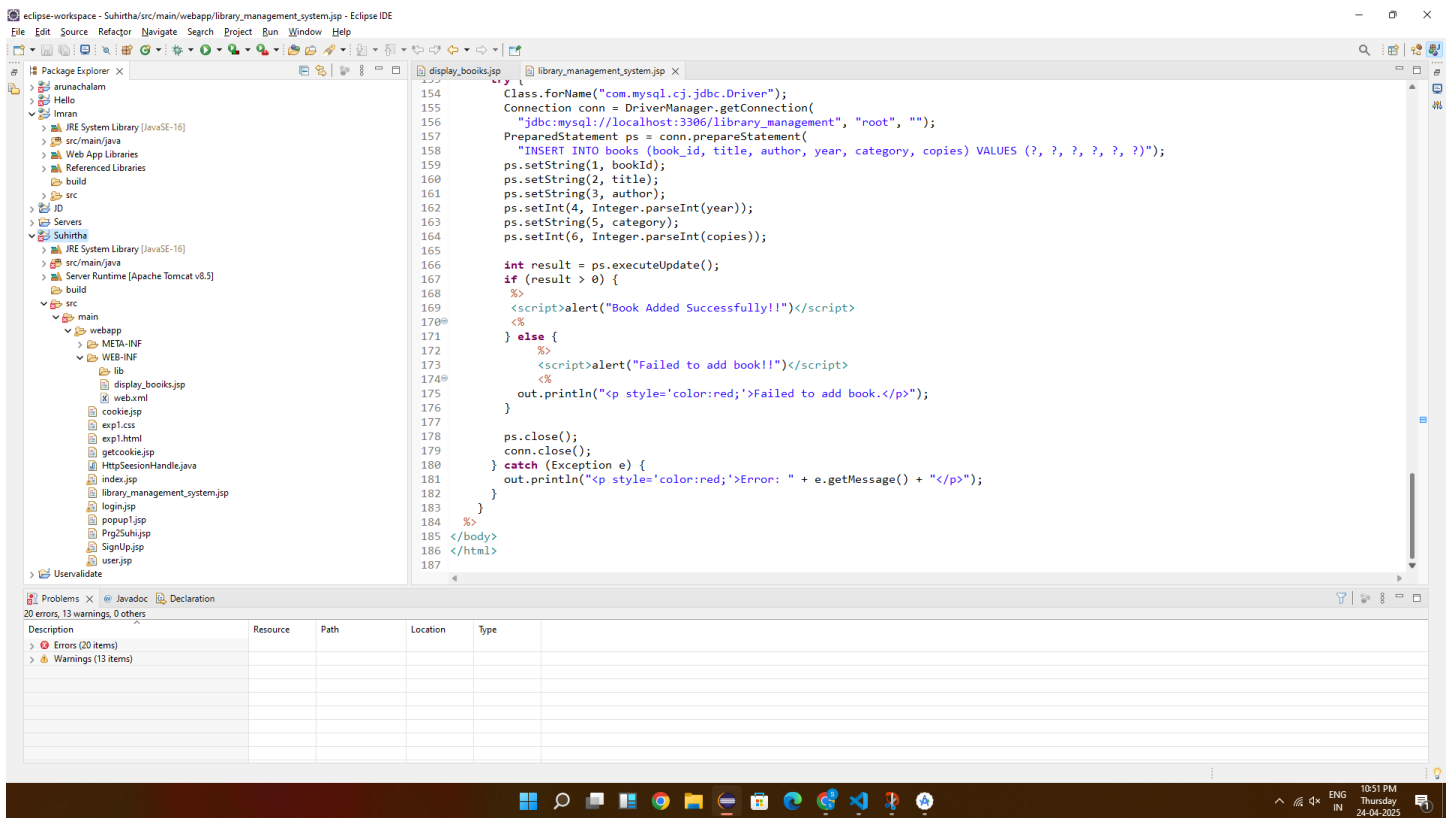 eclipse-workspace - Suhirtha/src/main/webapp/library_management_system.jsp - Eclipse IDE
File Edit Source Refactor Navigate Search Project Run Window Help
Package Explorer
arunachalam
Hello
Imran
JRE System Library [JavaSE-16]
src/main/java
Web App Libraries
Referenced Libraries
build
src
JD
Servers
Suhirtha
JRE System Library [JavaSE-16]
src/main/java
Server Runtime [Apache Tomcat v8.5]
build
src
main
webapp
META-INF
WEB-INF
lib
display_booiks.jsp
web.xml
cookie.jsp
exp1.css
exp1.html
getcookie.jsp
HttpSeesionHandle.java
index.jsp
library_management_system.jsp
login.jsp
popup1.jsp
Prg2Suhi.jsp
SignUp.jsp
user.jsp
Uservalidate
display_booiks.jsp library_management_system.jsp
153 try {
154 Class.forName("com.mysql.cj.jdbc.Driver");
155 Connection conn = DriverManager.getConnection(
156 "jdbc:mysql://localhost:3306/library_management", "root", "");
157 PreparedStatement ps = conn.prepareStatement(
158 "INSERT INTO books (book_id, title, author, year, category, copies) VALUES (?, ?, ?, ?, ?, ?)");
159 ps.setString(1, bookId);
160 ps.setString(2, title);
161 ps.setString(3, author);
162 ps.setInt(4, Integer.parseInt(year));
163 ps.setString(5, category);
164 ps.setInt(6, Integer.parseInt(copies));
165
166 int result = ps.executeUpdate();
167 if (result > 0) {
168 %>
169 <script>alert("Book Added Successfully!!")</script>
170 <%
171 } else {
172 %>
173 <script>alert("Failed to add book!!")</script>
174 <%
175 out.println("<p style='color:red;'>Failed to add book.</p>");
176 }
177
178 ps.close();
179 conn.close();
180 } catch (Exception e) {
181 out.println("<p style='color:red;'>Error: " + e.getMessage() + "</p>");
182 }
183 }
184 %>
185 </body>
186 </html>
187
Problems Javadoc Declaration
20 errors, 13 warnings, 0 others
Description Resource Path Location Type
Errors (20 items)
Warnings (13 items)
ENG
IN
10:51 PM
Thursday
24-04-2025
1